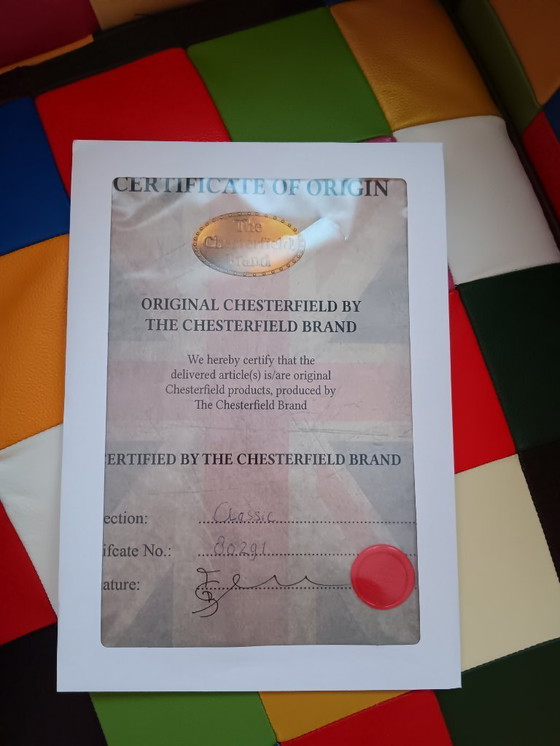 CERTIFICATE OF ORIGIN
The
Chesterfield
Brand
ORIGINAL CHESTERFIELD BY
THE CHESTERFIELD BRAND
We hereby certify that the
delivered article(s) is/are original
Chesterfield products, produced by
The Chesterfield Brand
ERTIFIED BY THE CHESTERFIELD BRAND
ection: Classic
ifcate No.: 80291
ature: